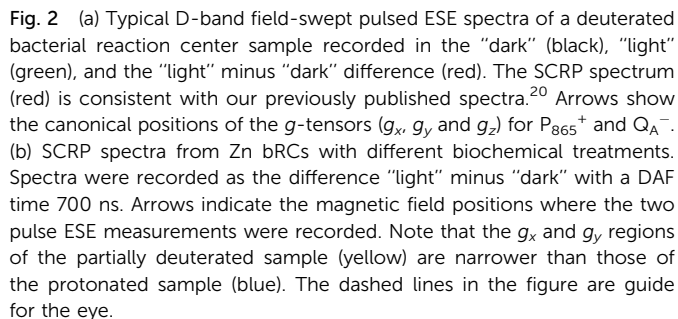 Fig. 2 (a) Typical D-band field-swept pulsed ESE spectra of a deuterated
bacterial reaction center sample recorded in the “dark” (black), “light”
(green), and the “light” minus “dark” difference (red). The SCRP spectrum
(red) is consistent with our previously published spectra.²⁰ Arrows show
the canonical positions of the g-tensors (gₓ, g_y and g_z) for P₈₆₅⁺ and Q_A⁻.
(b) SCRP spectra from Zn bRCs with different biochemical treatments.
Spectra were recorded as the difference “light” minus “dark” with a DAF
time 700 ns. Arrows indicate the magnetic field positions where the two
pulse ESE measurements were recorded. Note that the gₓ and g_y regions
of the partially deuterated sample (yellow) are narrower than those of
the protonated sample (blue). The dashed lines in the figure are guide
for the eye.